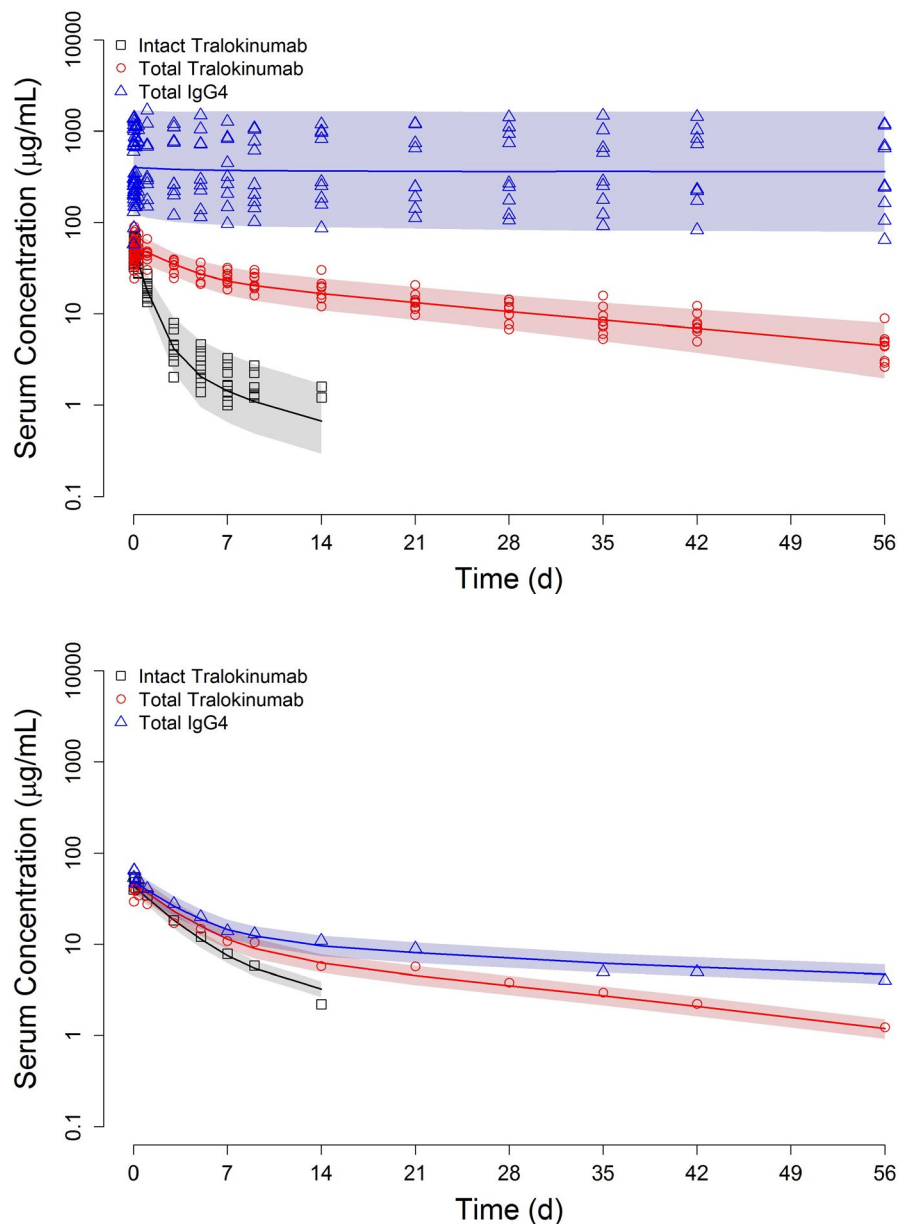 Intact Tralokinumab
Total Tralokinumab
Total IgG4
Serum Concentration (μg/mL)
10000
1000
100
10
1
0.1
0 7 14 21 28 35 42 49 56
Time (d)
Intact Tralokinumab
Total Tralokinumab
Total IgG4
Serum Concentration (μg/mL)
10000
1000
100
10
1
0.1
0 7 14 21 28 35 42 49 56
Time (d)